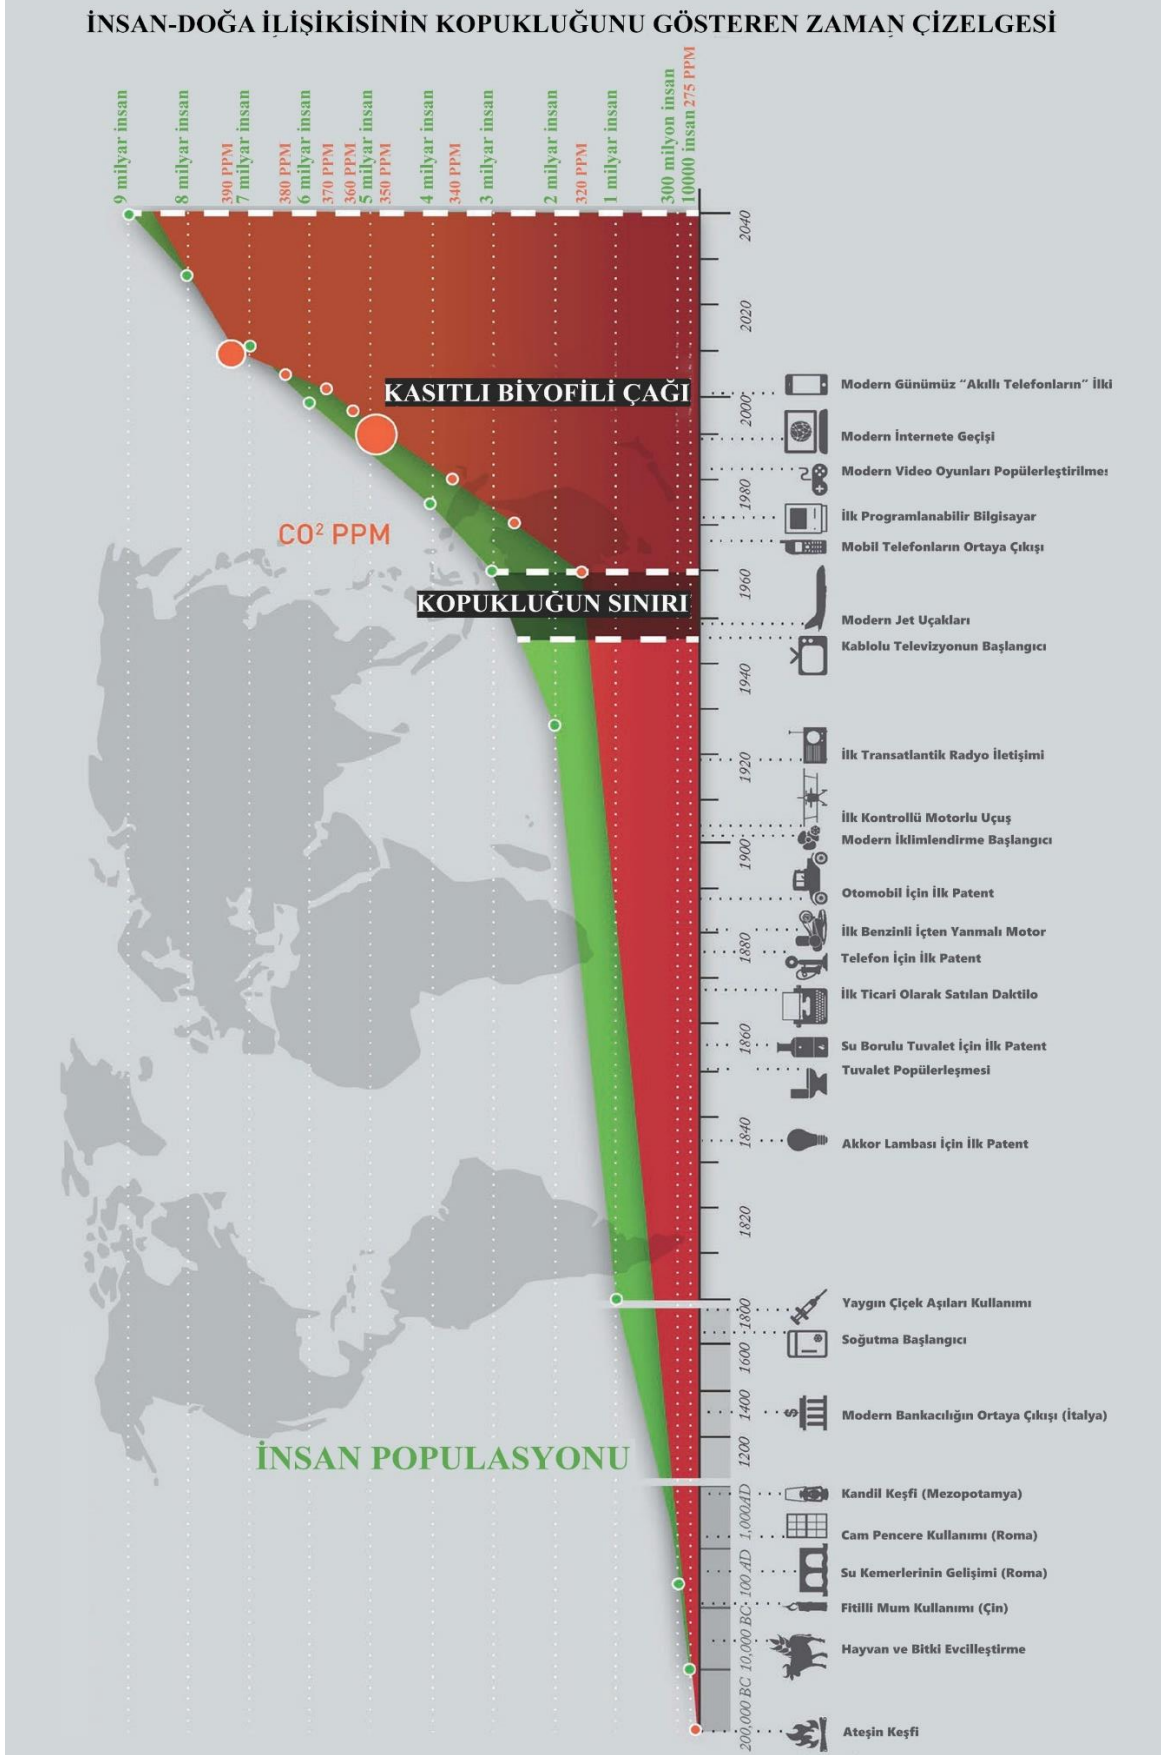 İNSAN-DOĞA İLİŞİKİSİNİN KOPUKLUĞUNU GÖSTEREN ZAMAN ÇİZELGESİ
9 milyar insan
8 milyar insan
390 PPM
7 milyar insan
380 PPM
6 milyar insan
370 PPM
360 PPM
5 milyar insan
350 PPM
4 milyar insan
340 PPM
3 milyar insan
2 milyar insan
320 PPM
1 milyar insan
300 milyon insan
10000 insan 275 PPM
2040
2020
Modern Günümüz “Akıllı Telefonların” İlki
KASITLI BİYOFİLİ ÇAĞI
2000
Modern İnternete Geçişi
Modern Video Oyunları Popülerleştirilmes
1980
İlk Programlanabilir Bilgisayar
CO² PPM
Mobil Telefonların Ortaya Çıkışı
1960
KOPUKLUĞUN SINIRI
Modern Jet Uçakları
Kablolu Televizyonun Başlangıcı
1940
İlk Transatlantik Radyo İletişimi
1920
İlk Kontrollü Motorlu Uçuş
Modern İklimlendirme Başlangıcı
1900
Otomobil İçin İlk Patent
İlk Benzinli İçten Yanmalı Motor
1880
Telefon İçin İlk Patent
İlk Ticari Olarak Satılan Daktilo
1860
Su Borulu Tuvalet İçin İlk Patent
Tuvalet Popülerleşmesi
1840
Akkor Lambası İçin İlk Patent
1820
Yaygın Çiçek Aşıları Kullanımı
1800
Soğutma Başlangıcı
1600
1400
Modern Bankacılığın Ortaya Çıkışı (İtalya)
1200
İNSAN POPULASYONU
Kandil Keşfi (Mezopotamya)
1,000AD
Cam Pencere Kullanımı (Roma)
100 AD
Su Kemerlerinin Gelişimi (Roma)
Fitilli Mum Kullanımı (Çin)
10,000 BC
Hayvan ve Bitki Evcilleştirme
200,000 BC
Ateşin Keşfi